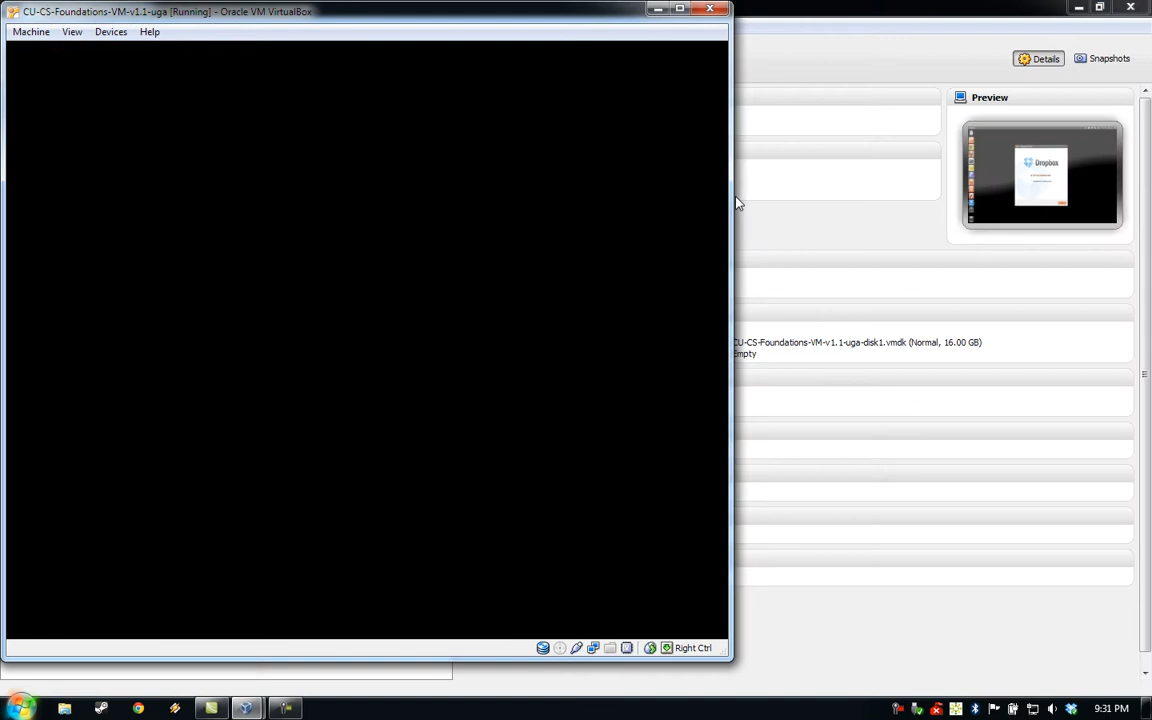 CU-CS-Foundations-VM-v1.1-uga [Running] - Oracle VM VirtualBox
Machine View Devices Help
Details Snapshots
Preview
Dropbox
CU-CS-Foundations-VM-v1.1-uga-disk1.vmdk (Normal, 16.00 GB)
Empty
Right Ctrl
9:31 PM